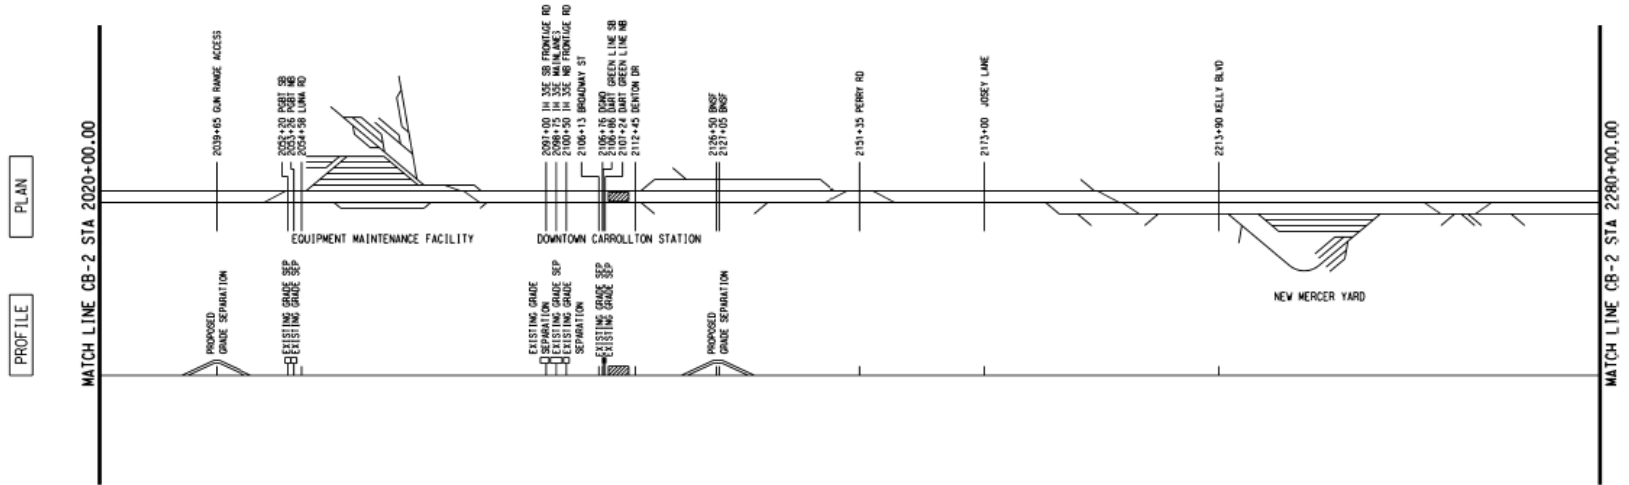 PLAN
PROFILE
MATCH LINE CB-2 STA 2020+00.00
2039+65 GUN RANGE ACCESS
2052+20 PGBT SB
2053+26 PGBT NB
2054+58 LUNA RD
2097+00 IH 35E SB FRONTAGE RD
2098+75 IH 35E MAINLANES
2100+50 IH 35E NB FRONTAGE RD
2106+13 BROADWAY ST
2106+76 DGNO
2106+86 DART GREEN LINE SB
2107+24 DART GREEN LINE NB
2112+45 DENTON DR
2126+50 BNSF
2127+05 BNSF
2151+35 PERRY RD
2173+00 JOSEY LANE
2213+90 KELLY BLVD
EQUIPMENT MAINTENANCE FACILITY
DOWNTOWN CARROLLTON STATION
NEW MERCER YARD
PROPOSED
GRADE SEPARATION
EXISTING GRADE SEP
EXISTING GRADE SEP
EXISTING GRADE
SEPARATION
EXISTING GRADE SEP
EXISTING GRADE
SEPARATION
EXISTING GRADE SEP
EXISTING GRADE SEP
PROPOSED
GRADE SEPARATION
MATCH LINE CB-2 STA 2280+00.00